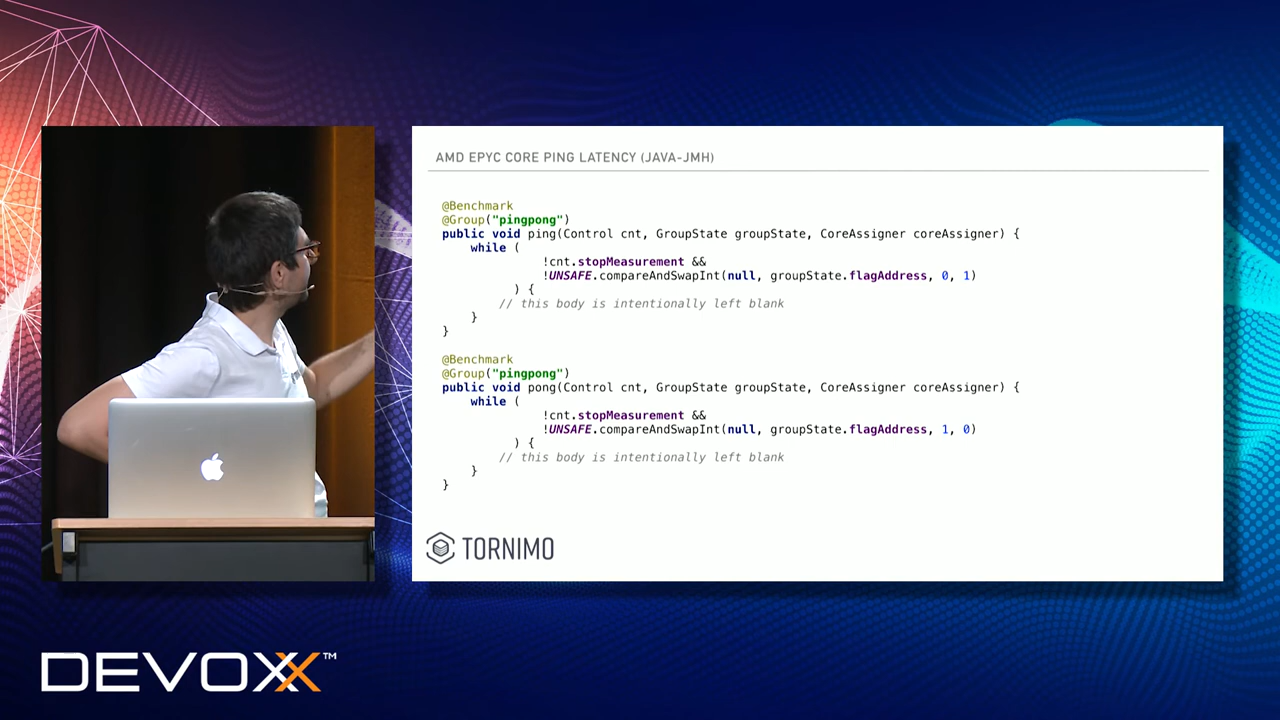 AMD EPYC CORE PING LATENCY (JAVA-JMH)
@Benchmark
@Group("pingpong")
public void ping(Control cnt, GroupState groupState, CoreAssigner coreAssigner) {
while (
!cnt.stopMeasurement &&
!UNSAFE.compareAndSwapInt(null, groupState.flagAddress, 0, 1)
) {
// this body is intentionally left blank
}
}
@Benchmark
@Group("pingpong")
public void pong(Control cnt, GroupState groupState, CoreAssigner coreAssigner) {
while (
!cnt.stopMeasurement &&
!UNSAFE.compareAndSwapInt(null, groupState.flagAddress, 1, 0)
) {
// this body is intentionally left blank
}
}
TORNIMO
DEVOXX™